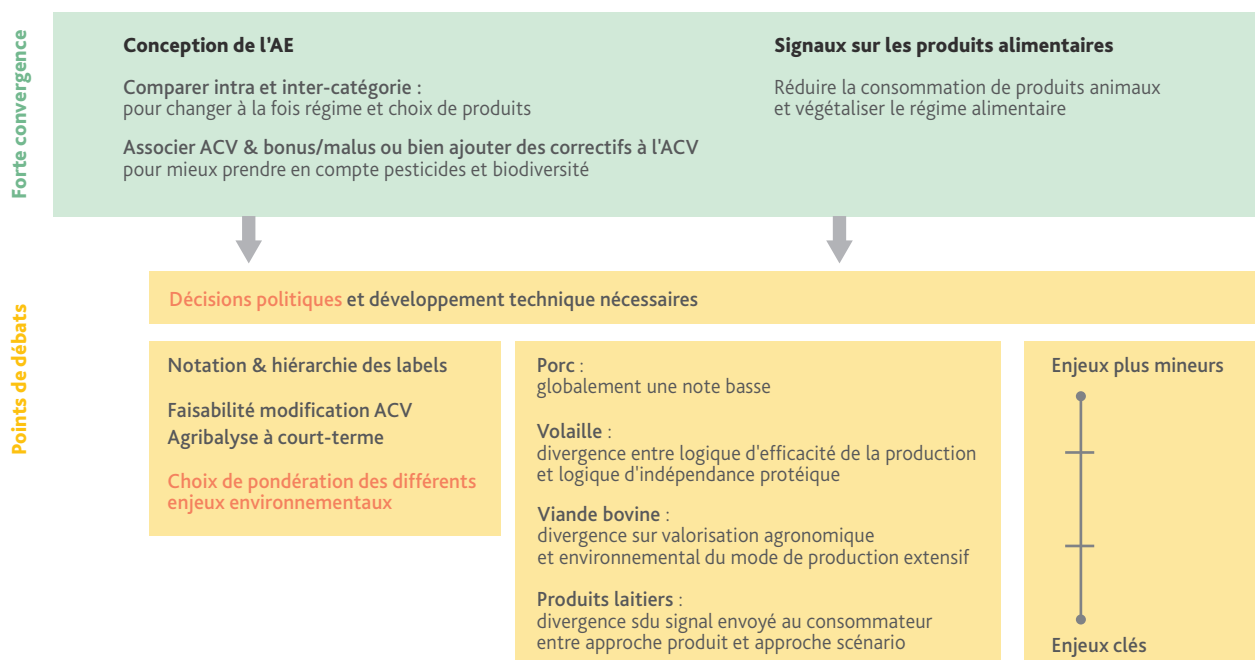 Forte convergence
Conception de l'AE
Comparer intra et inter-catégorie :
pour changer à la fois régime et choix de produits
Associer ACV & bonus/malus ou bien ajouter des correctifs à l'ACV
pour mieux prendre en compte pesticides et biodiversité
Signaux sur les produits alimentaires
Réduire la consommation de produits animaux
et végétaliser le régime alimentaire
Points de débats
Décisions politiques et développement technique nécessaires
Notation & hiérarchie des labels
Faisabilité modification ACV
Agribalyse à court-terme
Choix de pondération des différents
enjeux environnementaux
Porc :
globalement une note basse
Volaille :
divergence entre logique d'efficacité de la production
et logique d'indépendance protéique
Viande bovine :
divergence sur valorisation agronomique
et environnemental du mode de production extensif
Produits laitiers :
divergence sdu signal envoyé au consommateur
entre approche produit et approche scénario
Enjeux plus mineurs
Enjeux clés